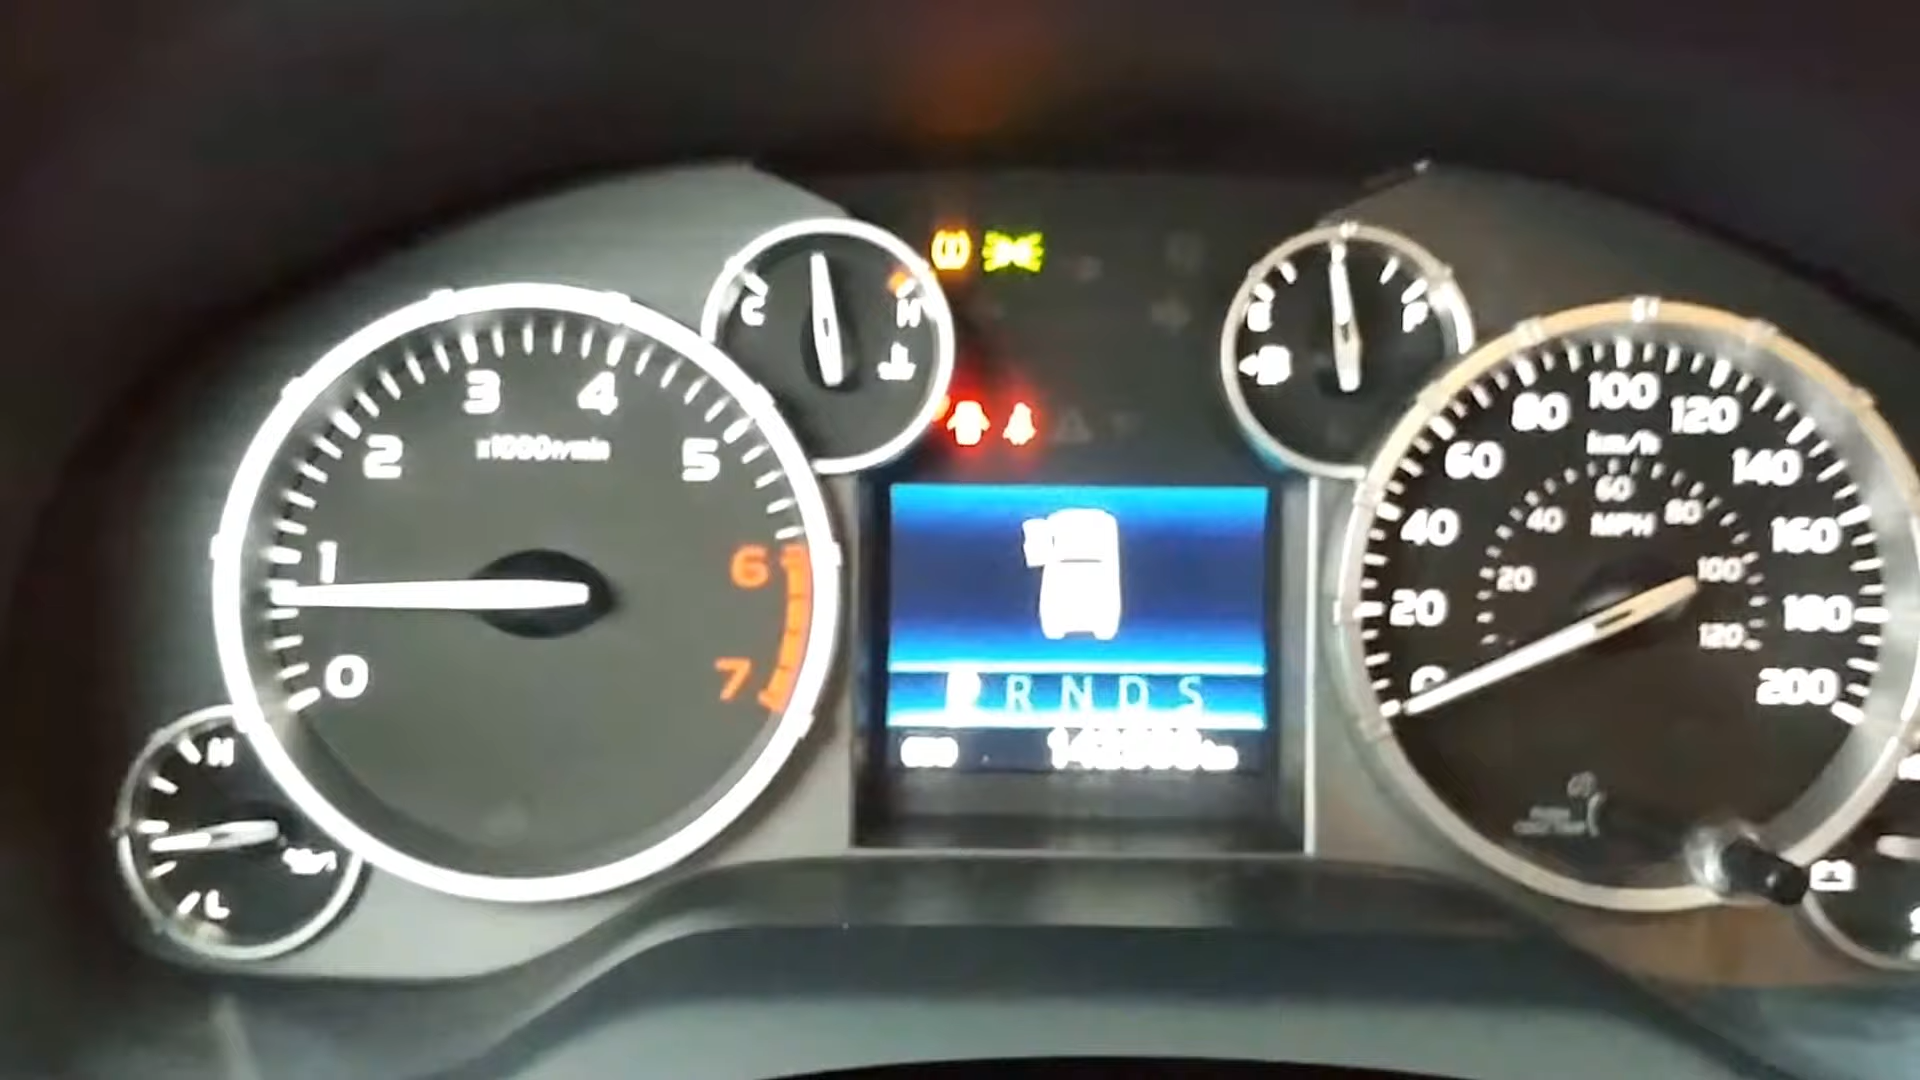 C H
E F
0 1 2 3 4 5 6 7
x1000r/min
0 20 40 60 80 100 120 140 160 180 200
km/h
20 40 60 80 100 120
MPH
R N D S
H
L